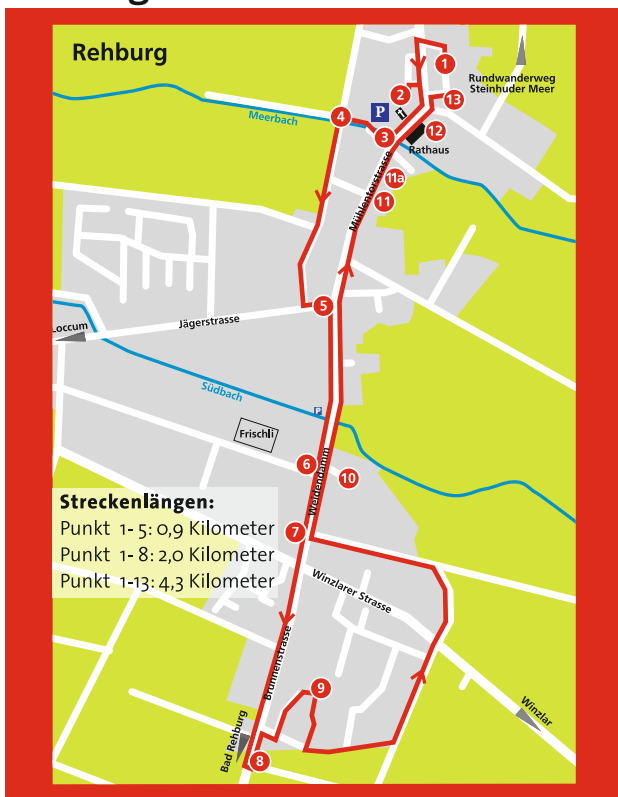 Rehburg
1
Rundwanderweg
Steinhuder Meer
2
13
P
4
Meerbach
3
12
Rathaus
Mühlentorstrasse
11a
11
5
Jägerstrasse
Loccum
Südbach
P
Frischli
6
10
Weidendamm
Streckenlängen:
Punkt 1-5: 0,9 Kilometer
Punkt 1-8: 2,0 Kilometer
Punkt 1-13: 4,3 Kilometer
7
Winzlarer Strasse
Brunnenstrasse
9
Winzlar
Bad Rehburg
8